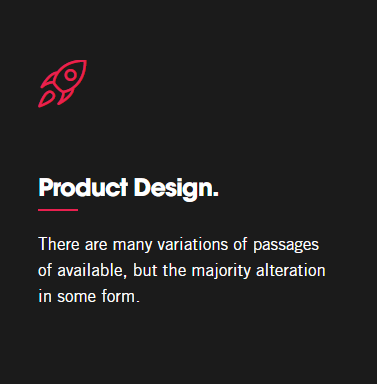 Product Design.
There are many variations of passages
of available, but the majority alteration
in some form.